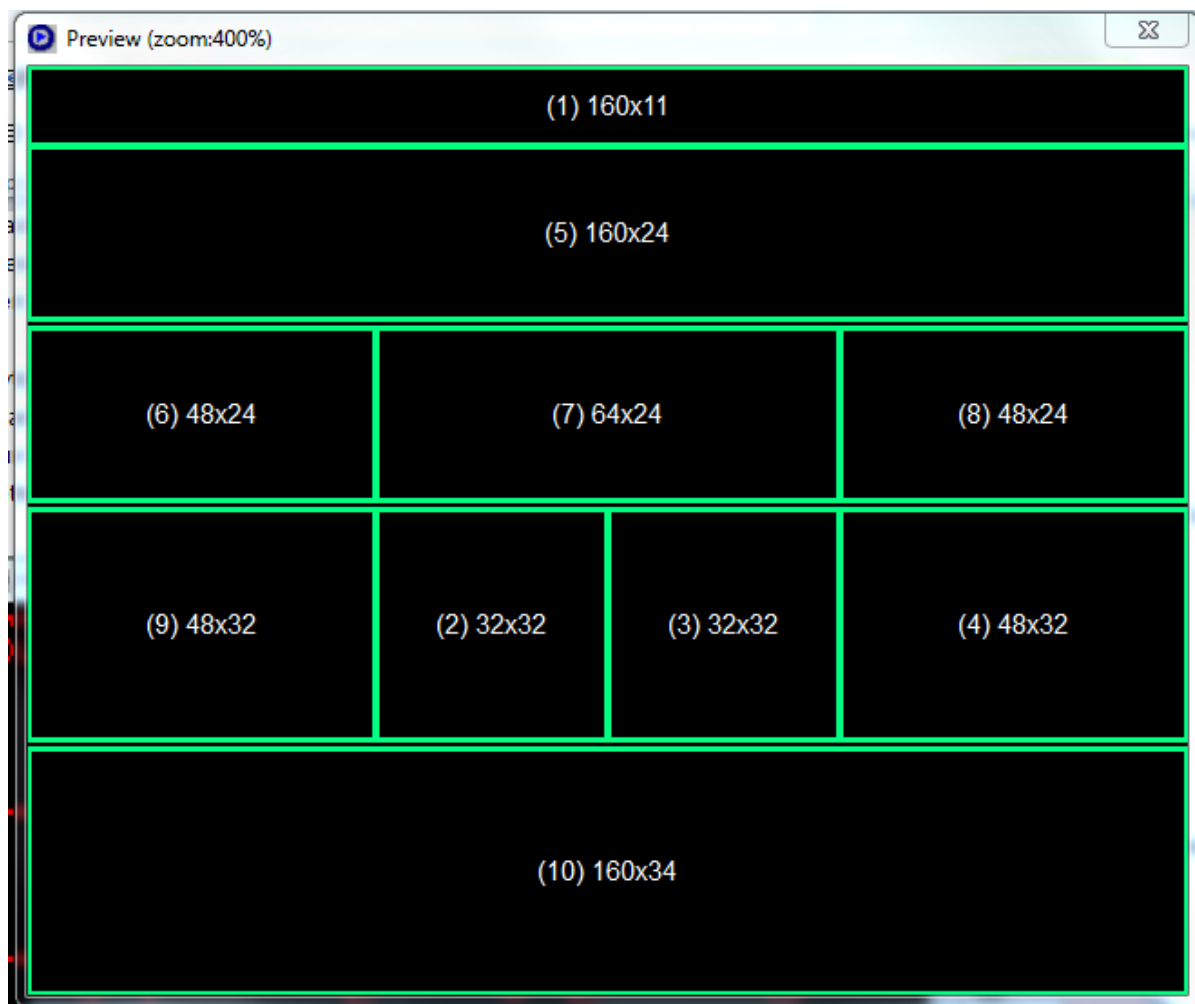 Preview (zoom:400%)
(1) 160x11
(5) 160x24
(6) 48x24 (7) 64x24 (8) 48x24
(9) 48x32 (2) 32x32 (3) 32x32 (4) 48x32
(10) 160x34